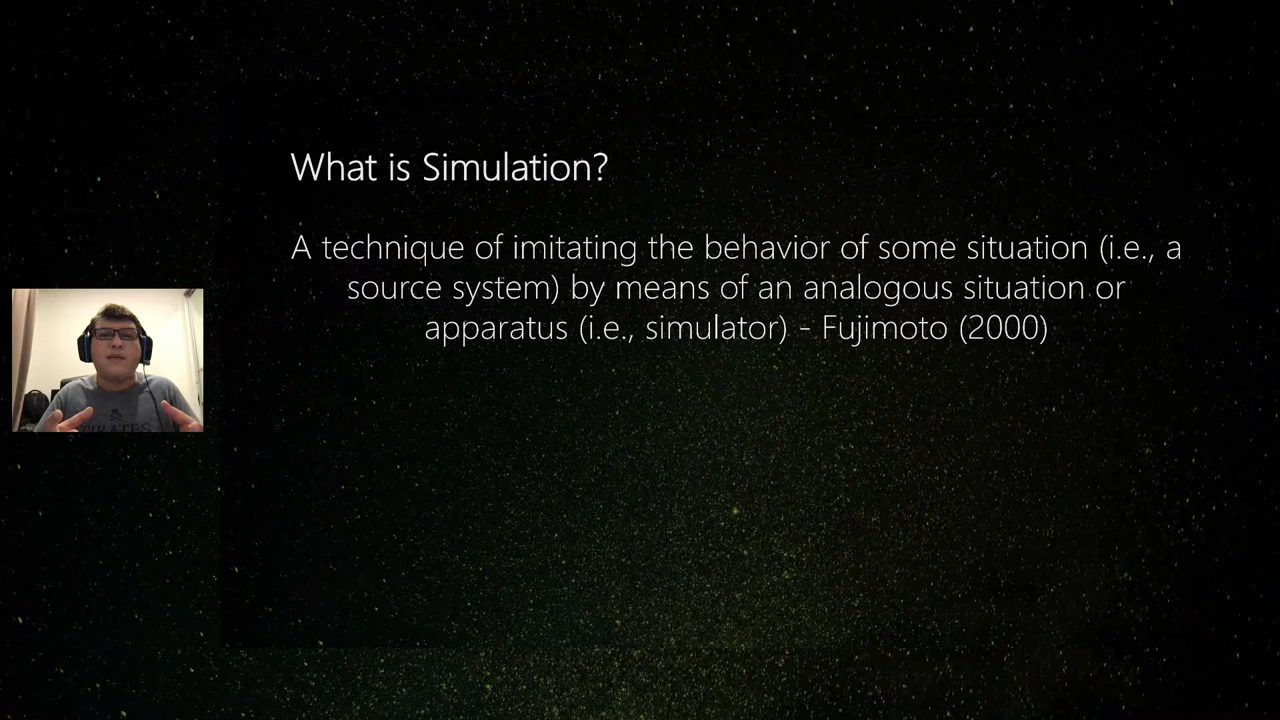 What is Simulation?
A technique of imitating the behavior of some situation (i.e., a
source system) by means of an analogous situation or
apparatus (i.e., simulator) - Fujimoto (2000)
PIRATES